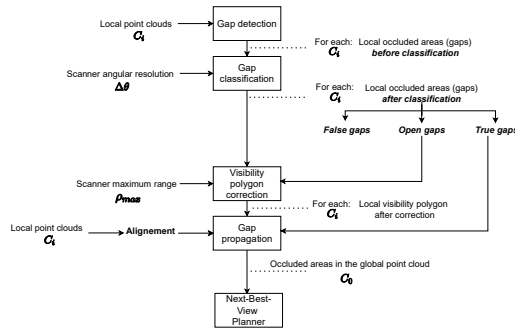 Local point clouds
C_i
Gap detection
For each: Local occluded areas (gaps)
C_i before classification
Scanner angular resolution
Δθ
Gap
classification
For each: Local occluded areas (gaps)
C_i after classification
False gaps Open gaps True gaps
Scanner maximum range
ρ_max
Visibility
polygon
correction
For each: Local visibility polygon
C_i after correction
Local point clouds
C_i
Alignement
Gap
propagation
Occluded areas in the global point cloud
C_0
Next-Best-
View
Planner